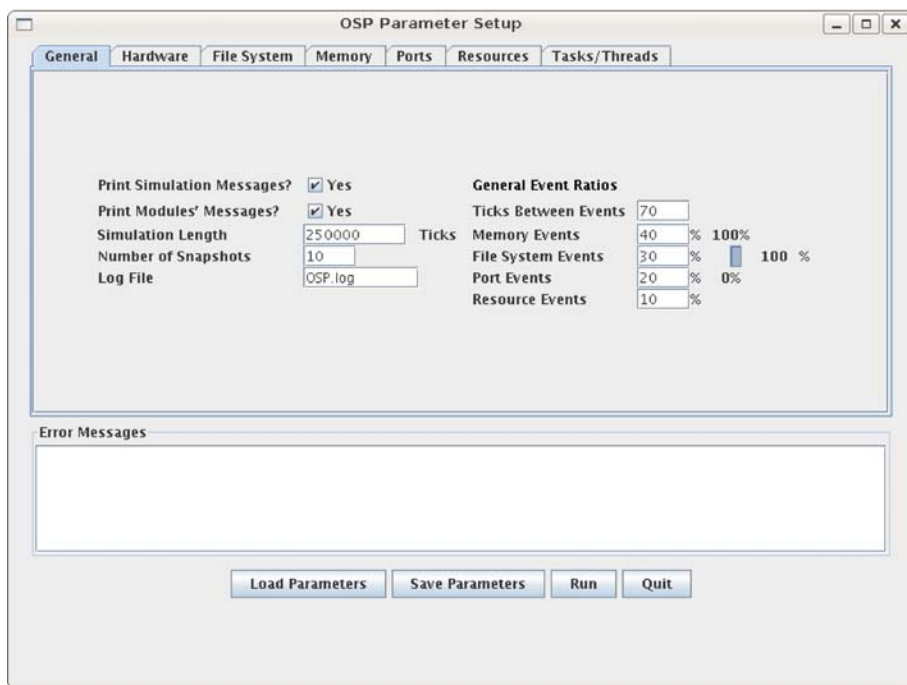 OSP Parameter Setup
General Hardware File System Memory Ports Resources Tasks/Threads
Print Simulation Messages? Yes
Print Modules' Messages? Yes
Simulation Length 250000 Ticks
Number of Snapshots 10
Log File OSP.log
General Event Ratios
Ticks Between Events 70
Memory Events 40 % 100%
File System Events 30 % 100 %
Port Events 20 % 0%
Resource Events 10 %
Error Messages
Load Parameters Save Parameters Run Quit